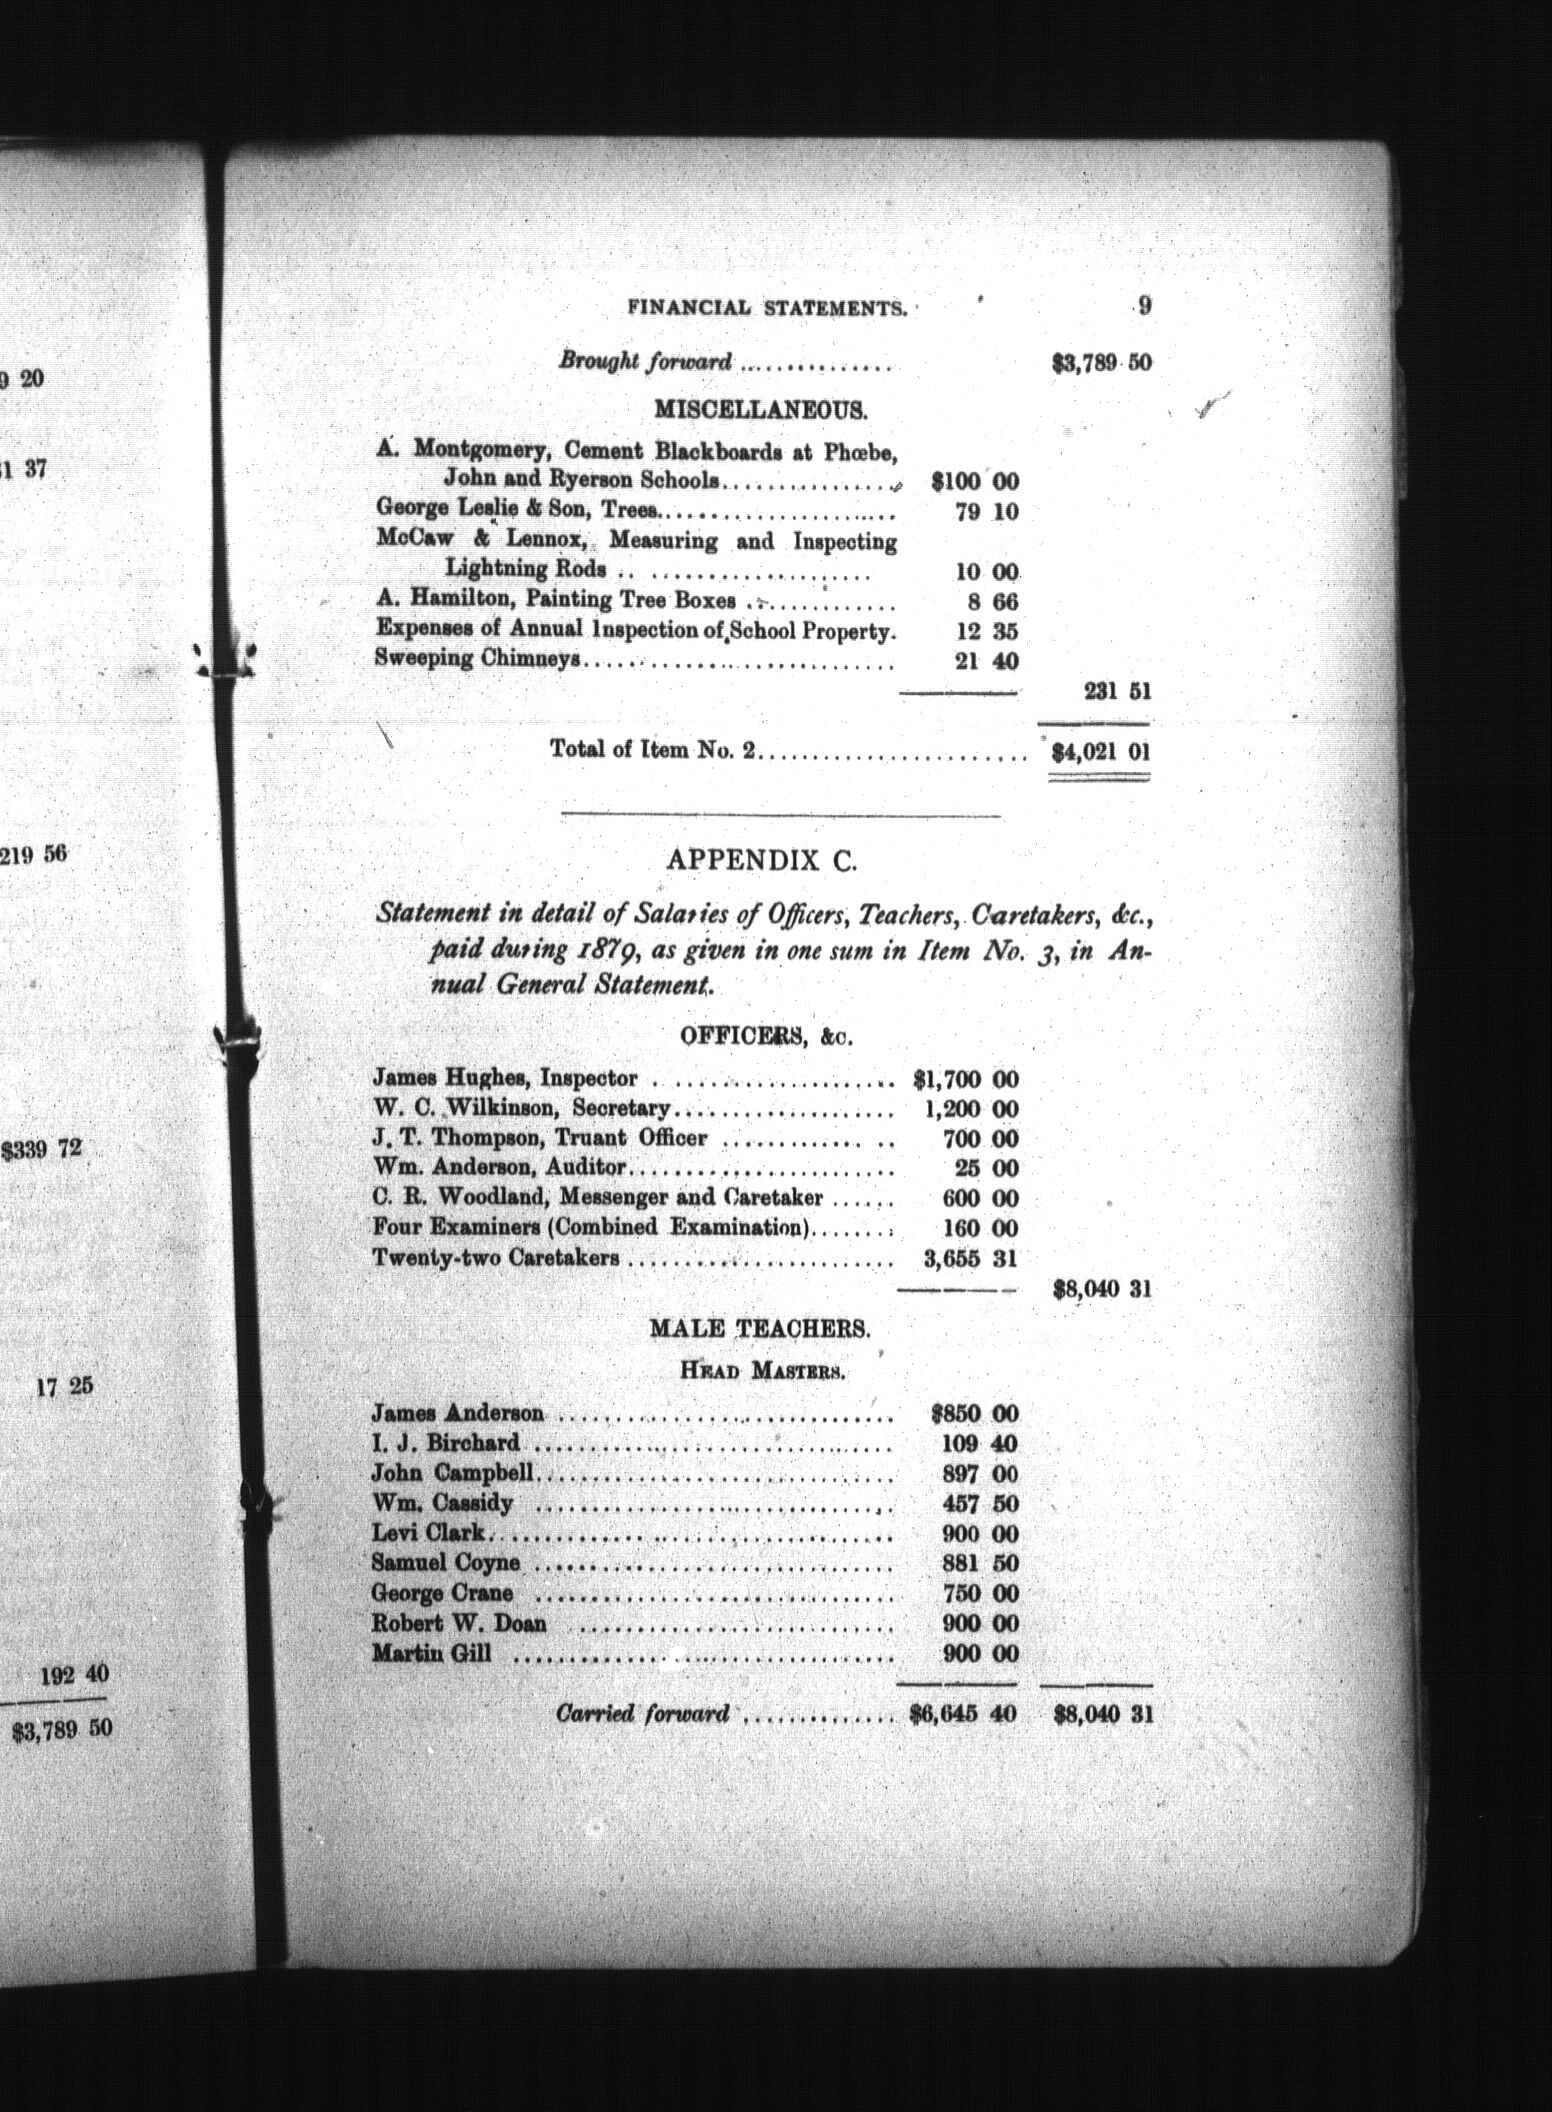 FINANCIAL STATEMENTS. 9
Brought forward .............. $3,789 50
MISCELLANEOUS.
A. Montgomery, Cement Blackboards at Phœbe,
John and Ryerson Schools................ $100 00
George Leslie & Son, Trees...................... 79 10
McCaw & Lennox, Measuring and Inspecting
Lightning Rods .. .................... 10 00
A. Hamilton, Painting Tree Boxes ............. 8 66
Expenses of Annual Inspection of School Property. 12 35
Sweeping Chimneys............................ 21 40
231 51
Total of Item No. 2........................ $4,021 01
APPENDIX C.
Statement in detail of Salaries of Officers, Teachers, Caretakers, &c.,
paid during 1879, as given in one sum in Item No. 3, in An-
nual General Statement.
OFFICERS, &c.
James Hughes, Inspector . .................... $1,700 00
W. C. Wilkinson, Secretary.................... 1,200 00
J. T. Thompson, Truant Officer ............. .. 700 00
Wm. Anderson, Auditor........................ 25 00
C. R. Woodland, Messenger and Caretaker ...... 600 00
Four Examiners (Combined Examination)........ 160 00
Twenty-two Caretakers ........................ 3,655 31
$8,040 31
MALE TEACHERS.
HEAD MASTERS.
James Anderson .............................. $850 00
I. J. Birchard ................................ 109 40
John Campbell................................ 897 00
Wm. Cassidy ................................ 457 50
Levi Clark.................................... 900 00
Samuel Coyne ................................ 881 50
George Crane ................................ 750 00
Robert W. Doan ............................ 900 00
Martin Gill .................................. 900 00
Carried forward .............. $6,645 40 $8,040 31
20
37
219 56
$339 72
17 25
192 40
$3,789 50